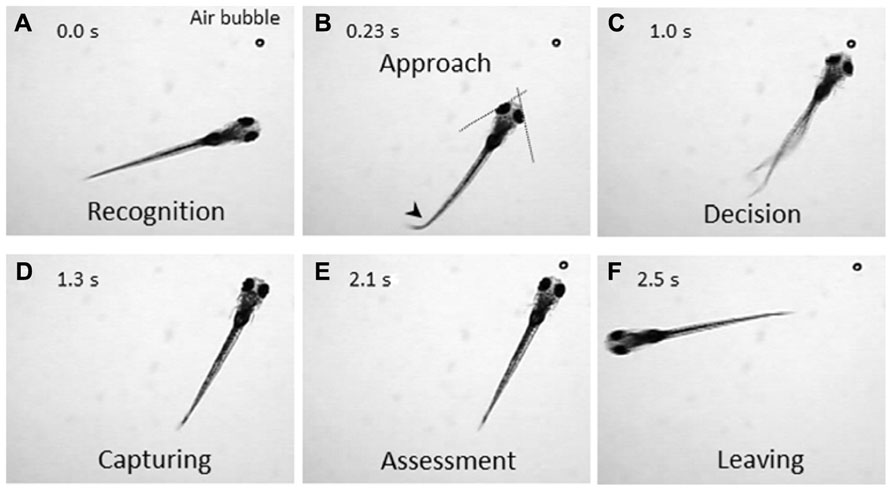 A
0.0 s
Air bubble
Recognition
B
0.23 s
Approach
C
1.0 s
Decision
D
1.3 s
Capturing
E
2.1 s
Assessment
F
2.5 s
Leaving